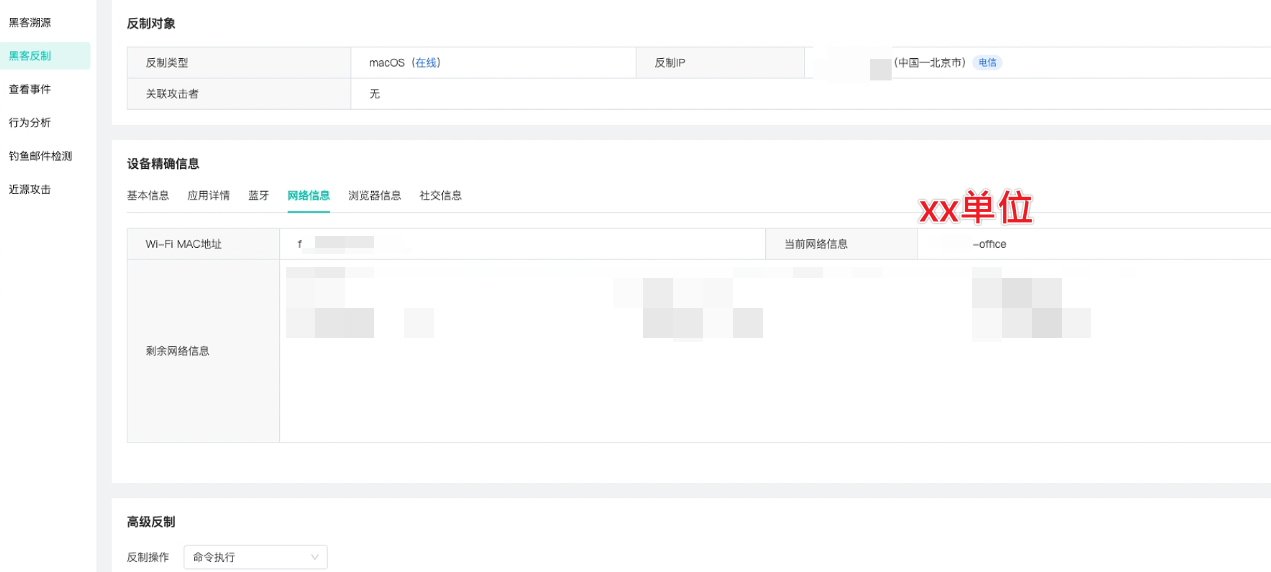 黑客溯源
黑客反制
查看事件
行为分析
钓鱼邮件检测
近源攻击
反制对象
反制类型 macOS（在线） 反制IP （中国—北京市） 电信
关联攻击者 无
设备精确信息
基本信息 应用详情 蓝牙 网络信息 浏览器信息 社交信息
xx单位
Wi-Fi MAC地址 f 当前网络信息 -office
剩余网络信息
高级反制
反制操作 命令执行